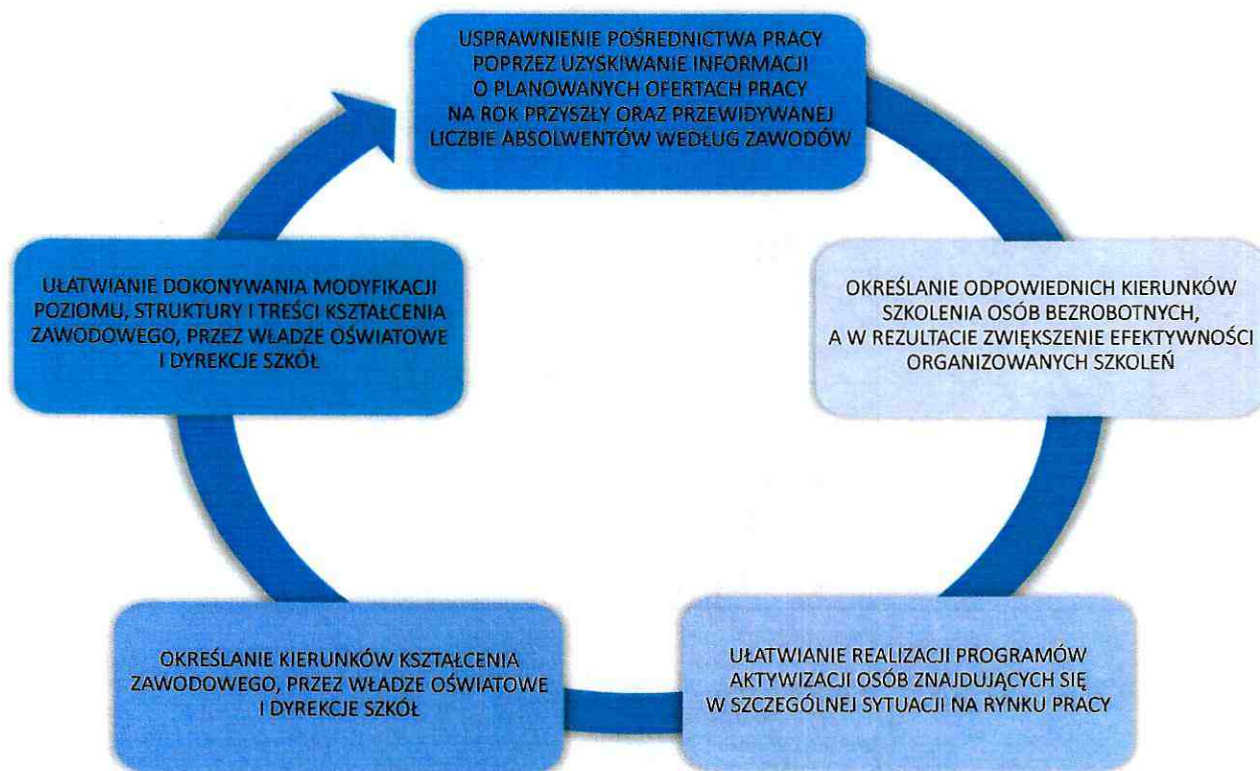 USPRAWNIENIE POŚREDNICTWA PRACY
POPRZEZ UZYSKIWANIE INFORMACJI
O PLANOWANYCH OFERTACH PRACY
NA ROK PRZYSZŁY ORAZ PRZEWIDYWANEJ
LICZBIE ABSOLWENTÓW WEDŁUG ZAWODÓW
OKREŚLANIE ODPOWIEDNICH KIERUNKÓW
SZKOLENIA OSÓB BEZROBOTNYCH,
A W REZULTACIE ZWIĘKSZENIE EFEKTYWNOŚCI
ORGANIZOWANYCH SZKOLEŃ
UŁATWIANIE REALIZACJI PROGRAMÓW
AKTYWIZACJI OSÓB ZNAJDUJĄCYCH SIĘ
W SZCZEGÓLNEJ SYTUACJI NA RYNKU PRACY
OKREŚLANIE KIERUNKÓW KSZTAŁCENIA
ZAWODOWEGO, PRZEZ WŁADZE OŚWIATOWE
I DYREKCJE SZKÓŁ
UŁATWIANIE DOKONYWANIA MODYFIKACJI
POZIOMU, STRUKTURY I TREŚCI KSZTAŁCENIA
ZAWODOWEGO, PRZEZ WŁADZE OŚWIATOWE
I DYREKCJE SZKÓŁ